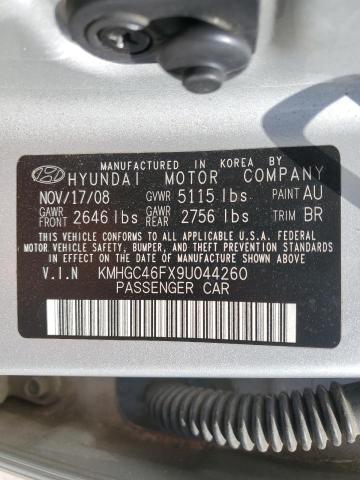 MANUFACTURED IN KOREA BY
HYUNDAI MOTOR COMPANY
NOV/17/08 GVWR 5115 lbs PAINT AU
GAWR FRONT 2646 lbs GAWR REAR 2756 lbs TRIM BR
THIS VEHICLE CONFORMS TO ALL APPLICABLE U.S.A. FEDERAL
MOTOR VEHICLE SAFETY, BUMPER, AND THEFT PREVENTION
STANDARDS IN EFFECT ON THE DATE OF MANUFACTURE SHOWN ABOVE.
V.I.N KMHGC46FX9U044260
PASSENGER CAR